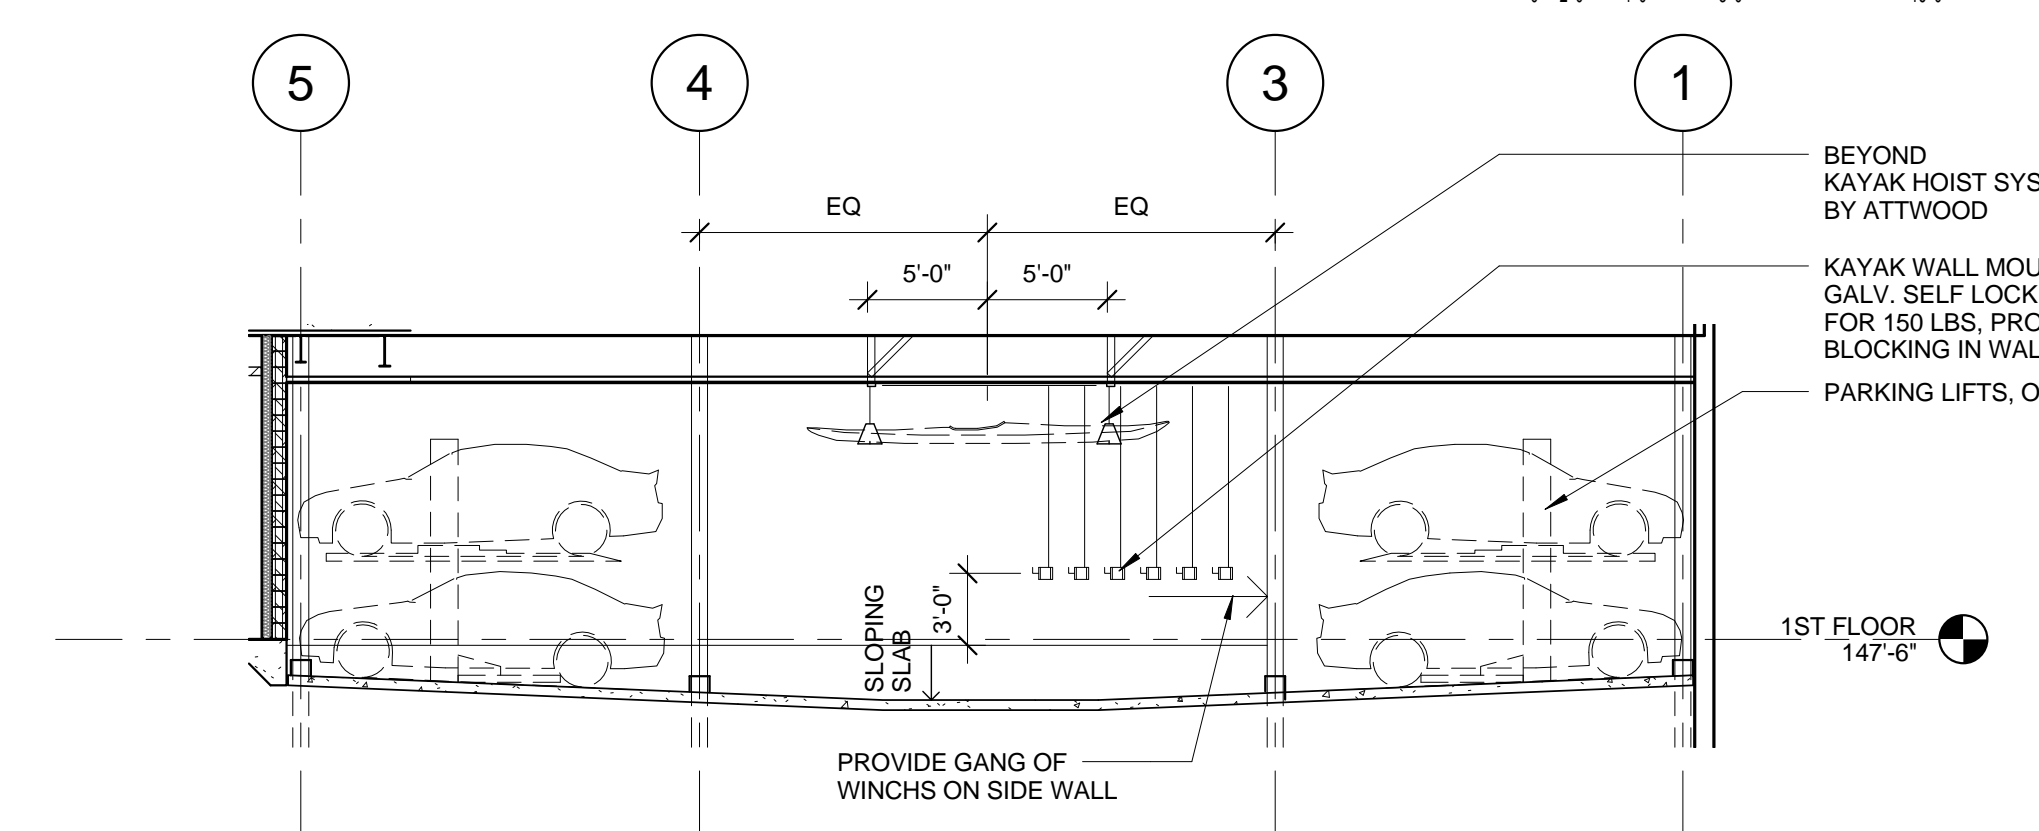 5
4
3
1
EQ
EQ
5'-0"
5'-0"
BEYOND
KAYAK HOIST SYS
BY ATTWOOD
KAYAK WALL MOU
GALV. SELF LOCK
FOR 150 LBS, PRO
BLOCKING IN WAL
PARKING LIFTS, O
SLOPING
SLAB
3'-0"
1ST FLOOR
147'-6"
PROVIDE GANG OF
WINCHS ON SIDE WALL